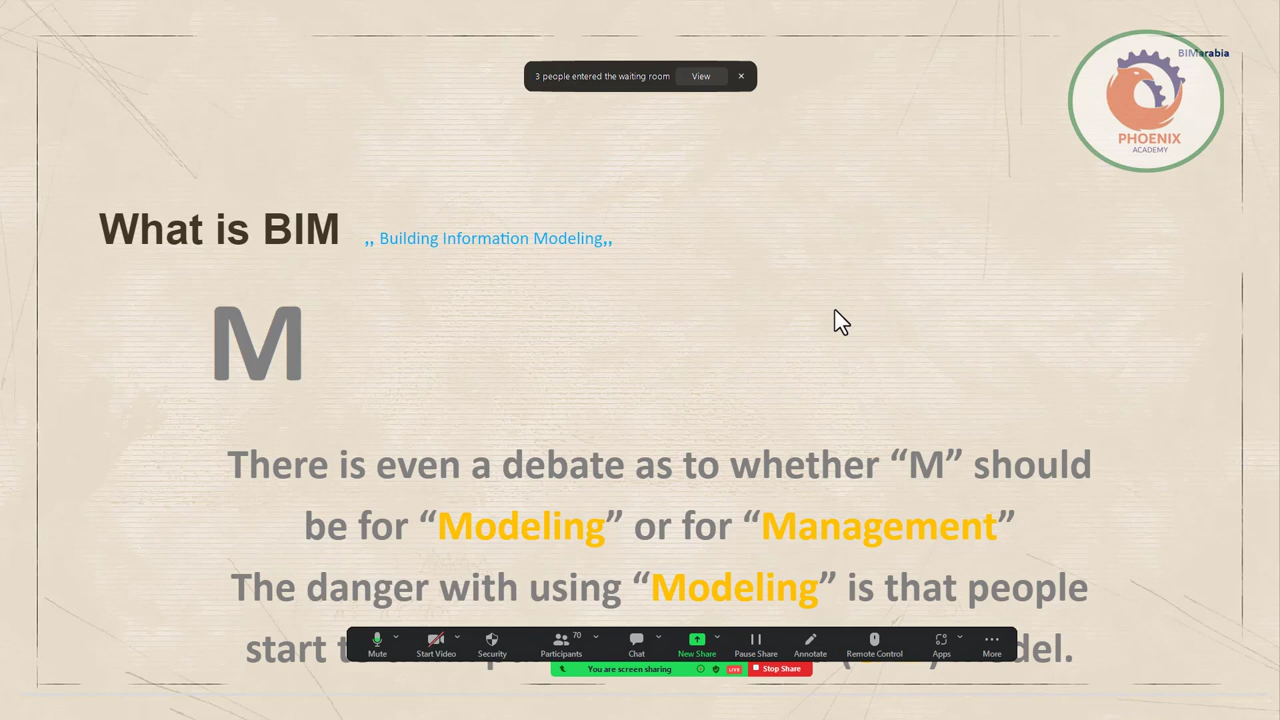 BIMarabia
3 people entered the waiting room View
PHOENIX
ACADEMY
What is BIM ,, Building Information Modeling,,
M
There is even a debate as to whether “M” should
be for “Modeling” or for “Management”
The danger with using “Modeling” is that people
start del.
70
Mute Start Video Security Participants Chat New Share Pause Share Annotate Remote Control Apps More
You are screen sharing LIVE Stop Share